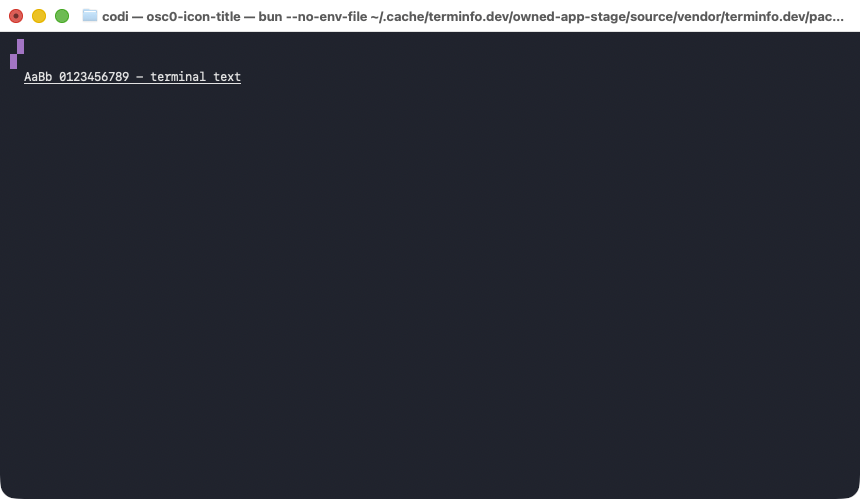 codi — osc0-icon-title — bun --no-env-file ~/.cache/terminfo.dev/owned-app-stage/source/vendor/terminfo.dev/pac...
AaBb 0123456789 — terminal text